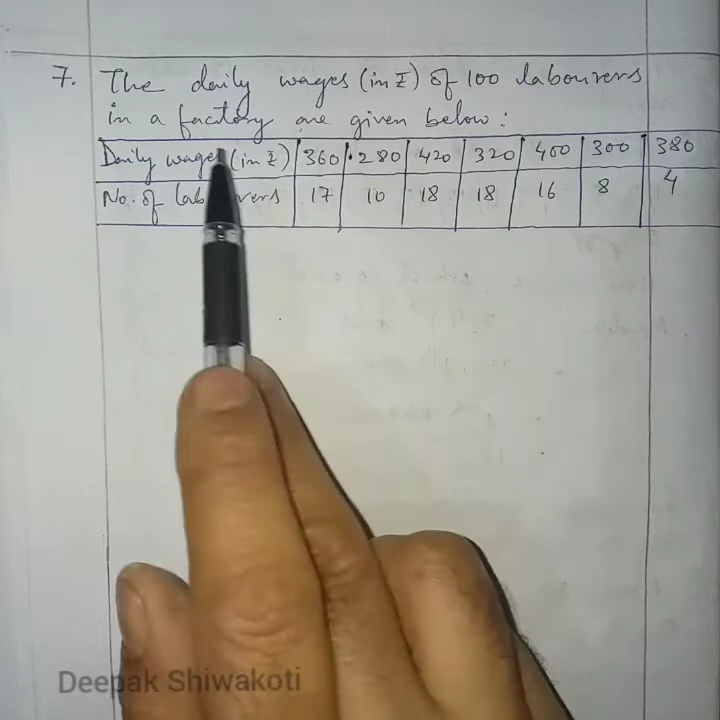 7. The daily wages (in ₹) of 100 labourers
in a factory are given below:
Daily wages (in ₹) 360 280 420 320 400 300 380
No. of labourers 17 10 18 18 16 8 4
Deepak Shiwakoti